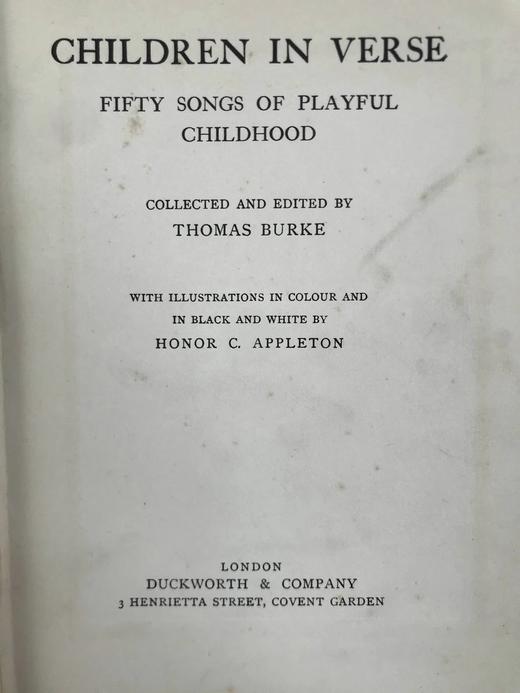 CHILDREN IN VERSE
FIFTY SONGS OF PLAYFUL
CHILDHOOD
COLLECTED AND EDITED BY
THOMAS BURKE
WITH ILLUSTRATIONS IN COLOUR AND
IN BLACK AND WHITE BY
HONOR C. APPLETON
LONDON
DUCKWORTH & COMPANY
3 HENRIETTA STREET, COVENT GARDEN